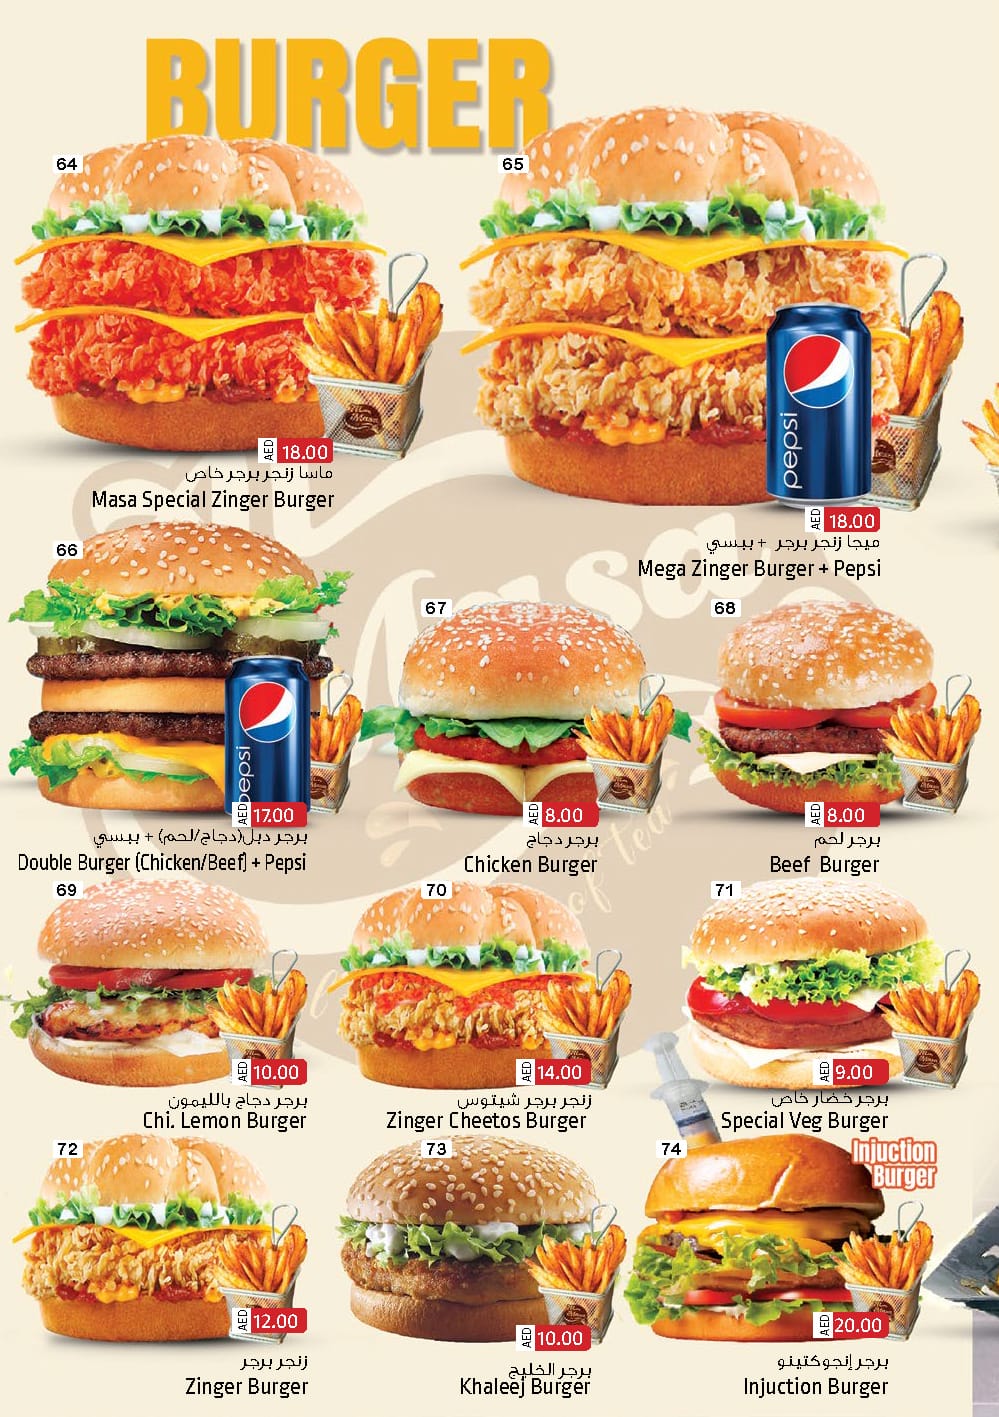 BURGER
64
AED 18.00
ماسا زنجر برجر خاص
Masa Special Zinger Burger
65
pepsi
AED 18.00
ميجا زنجر برجر + ببسي
Mega Zinger Burger + Pepsi
66
pepsi
AED 17.00
برجر دبل(دجاج/لحم) + ببسي
Double Burger (Chicken/Beef) + Pepsi
67
AED 8.00
برجر دجاج
Chicken Burger
68
AED 8.00
برجر لحم
Beef Burger
69
AED 10.00
برجر دجاج بالليمون
Chi. Lemon Burger
70
AED 14.00
زنجر برجر شيتوس
Zinger Cheetos Burger
71
AED 9.00
برجر خضار خاص
Special Veg Burger
72
AED 12.00
زنجر برجر
Zinger Burger
73
AED 10.00
برجر الخليج
Khaleej Burger
74
Injuction
Burger
AED 20.00
برجر إنجوكتينو
Injuction Burger
Masa
of tea